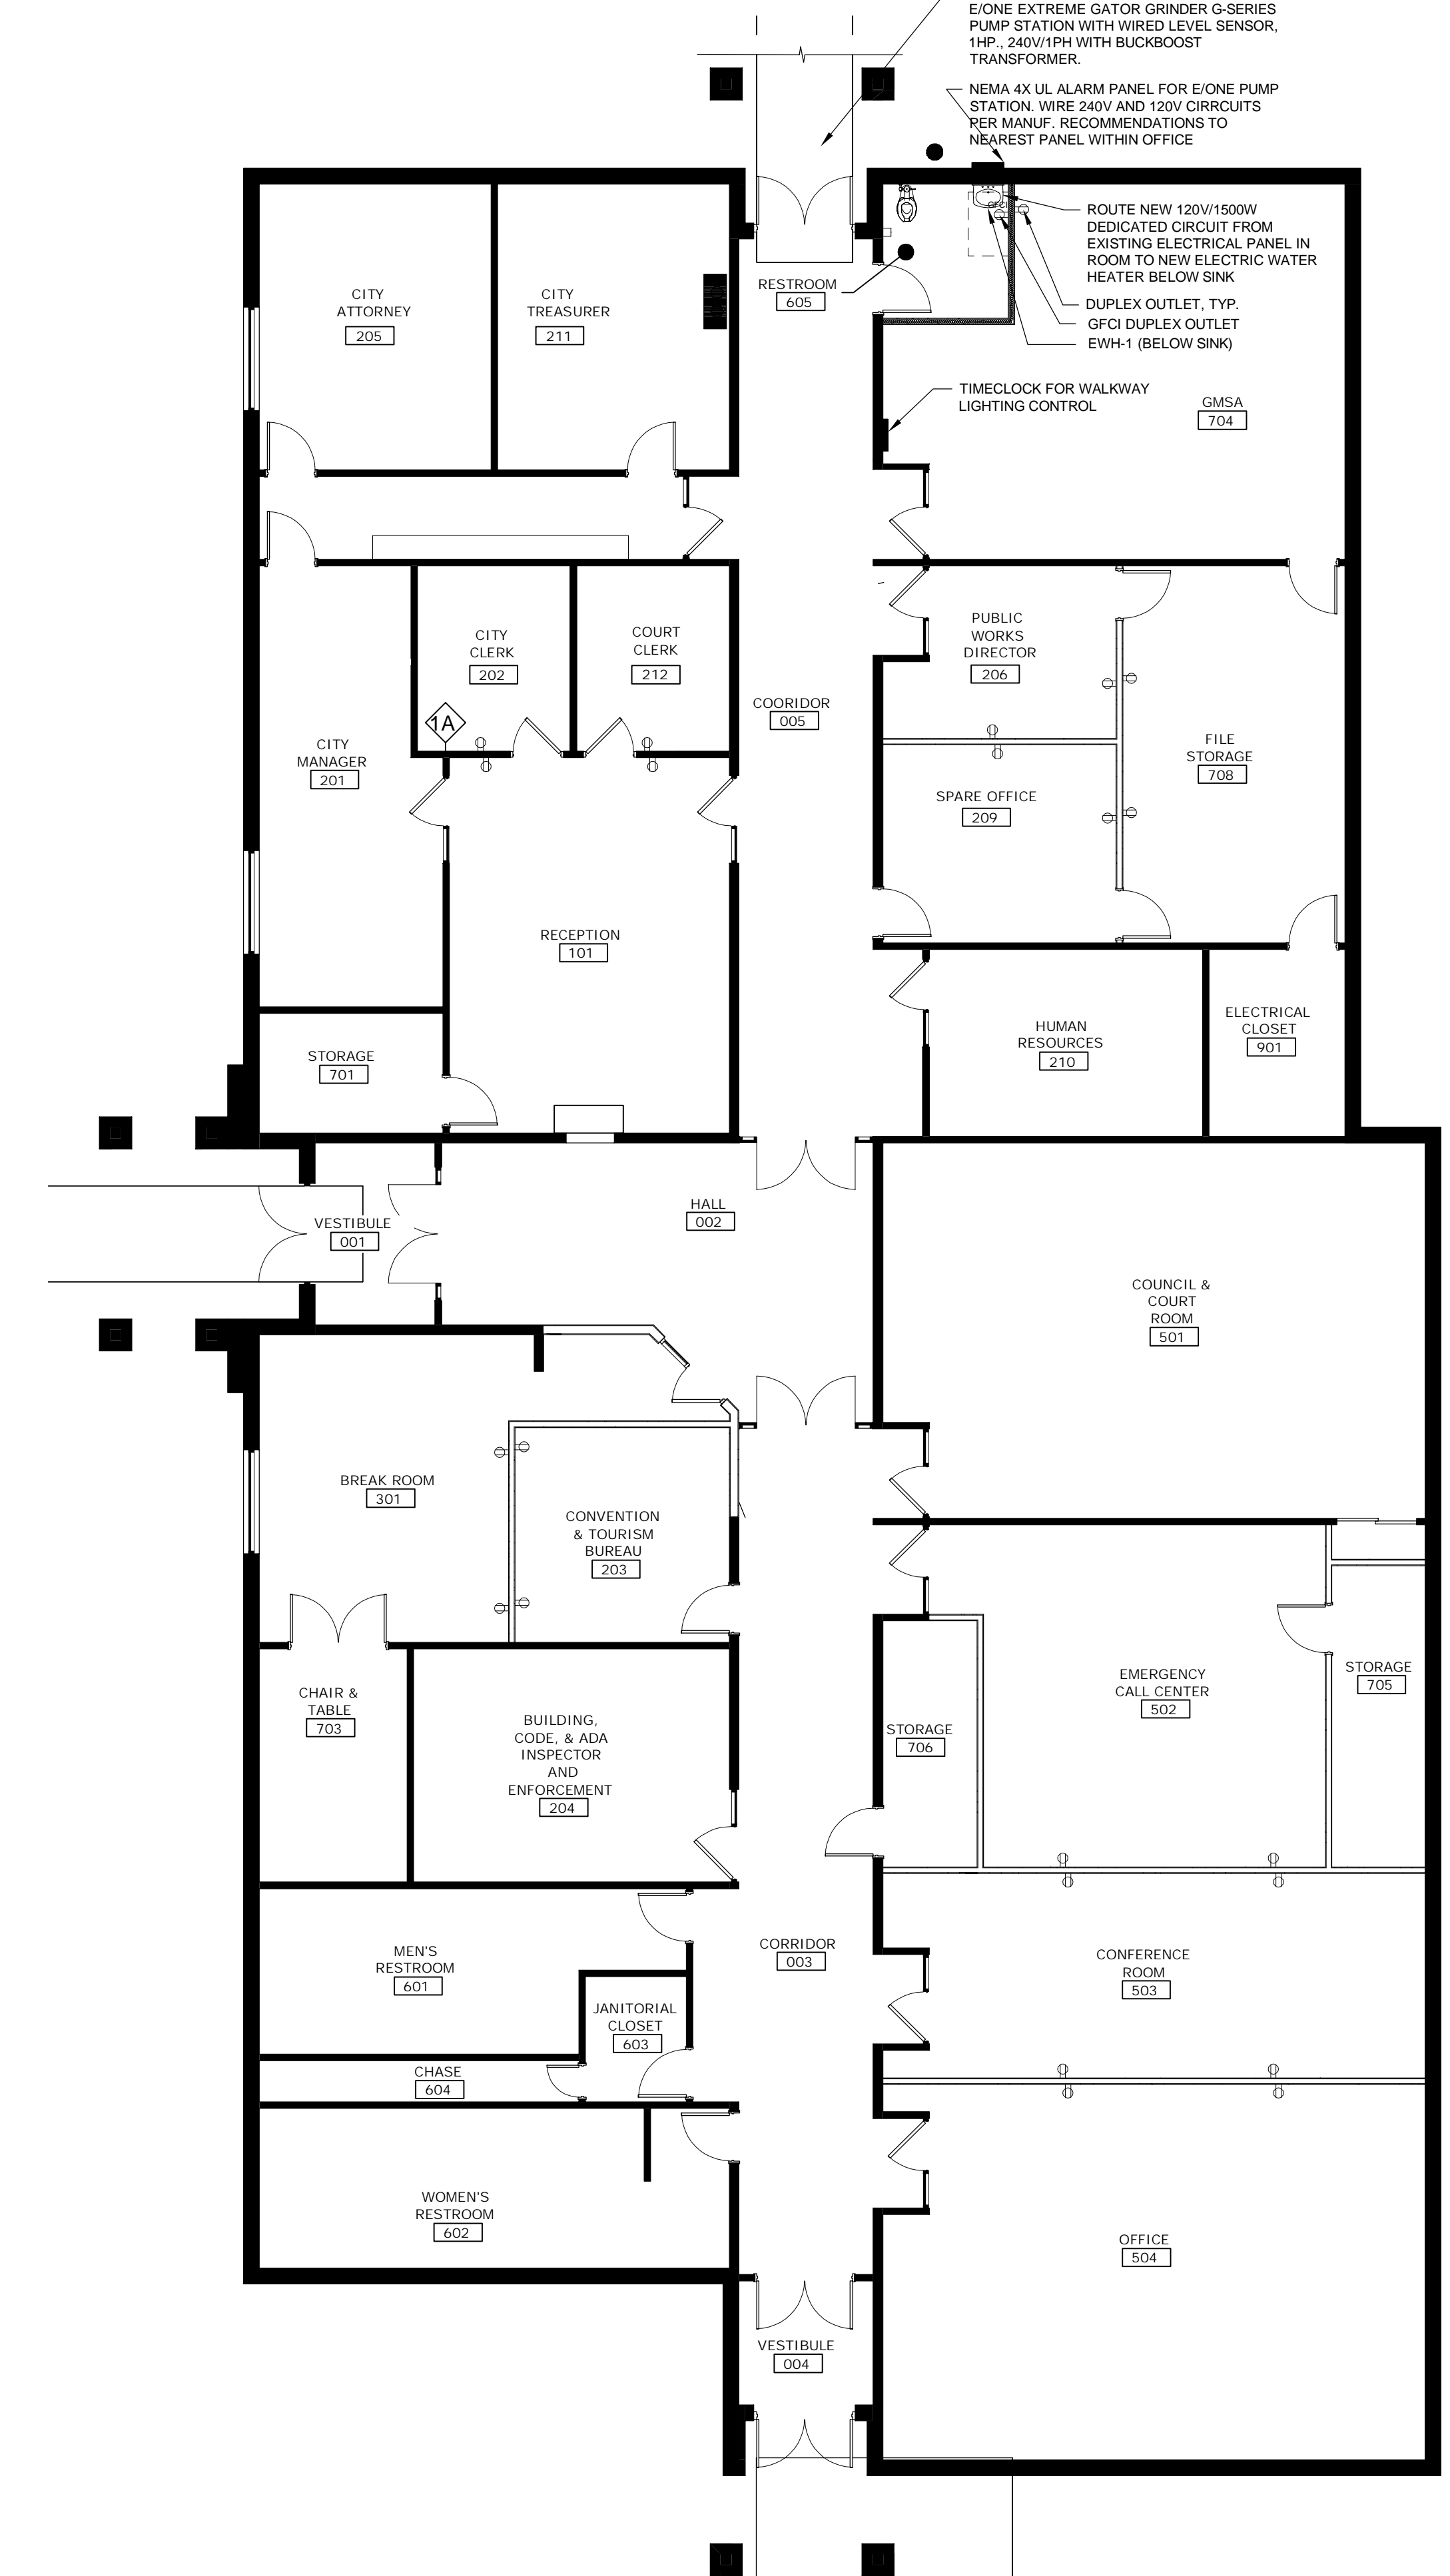 E/ONE EXTREME GATOR GRINDER G-SERIES
PUMP STATION WITH WIRED LEVEL SENSOR,
1HP., 240V/1PH WITH BUCKBOOST
TRANSFORMER.
NEMA 4X UL ALARM PANEL FOR E/ONE PUMP
STATION. WIRE 240V AND 120V CIRRCUITS
PER MANUF. RECOMMENDATIONS TO
NEAREST PANEL WITHIN OFFICE
ROUTE NEW 120V/1500W
DEDICATED CIRCUIT FROM
EXISTING ELECTRICAL PANEL IN
ROOM TO NEW ELECTRIC WATER
HEATER BELOW SINK
DUPLEX OUTLET, TYP.
GFCI DUPLEX OUTLET
EWH-1 (BELOW SINK)
RESTROOM
605
CITY
ATTORNEY
205
CITY
TREASURER
211
TIMECLOCK FOR WALKWAY
LIGHTING CONTROL
GMSA
704
CITY
CLERK
202
COURT
CLERK
212
PUBLIC
WORKS
DIRECTOR
206
1A
COORIDOR
005
CITY
MANAGER
201
FILE
STORAGE
708
SPARE OFFICE
209
RECEPTION
101
HUMAN
RESOURCES
210
ELECTRICAL
CLOSET
901
STORAGE
701
VESTIBULE
001
HALL
002
COUNCIL &
COURT
ROOM
501
BREAK ROOM
301
CONVENTION
& TOURISM
BUREAU
203
CHAIR &
TABLE
703
BUILDING,
CODE, & ADA
INSPECTOR
AND
ENFORCEMENT
204
STORAGE
706
EMERGENCY
CALL CENTER
502
STORAGE
705
MEN'S
RESTROOM
601
CORRIDOR
003
CONFERENCE
ROOM
503
JANITORIAL
CLOSET
603
CHASE
604
WOMEN'S
RESTROOM
602
OFFICE
504
VESTIBULE
004